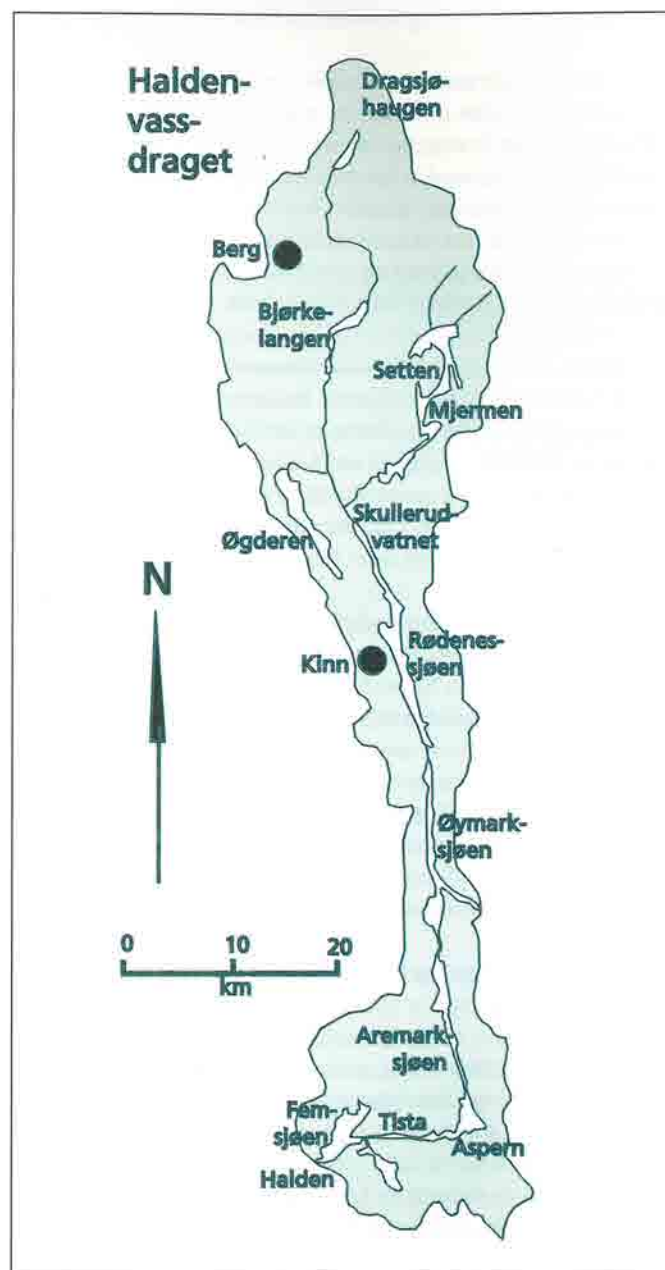 Halden-
vass-
draget
Dragsjø-
haugen
Berg
Bjørke-
langen
Setten
Mjermen
Skullerud-
vatnet
Øgderen
N
Rødenes-
sjøen
Kinn
Øymark-
sjøen
0 10 20
km
Aremark-
sjøen
Fem-
sjøen
Tista
Aspern
Halden